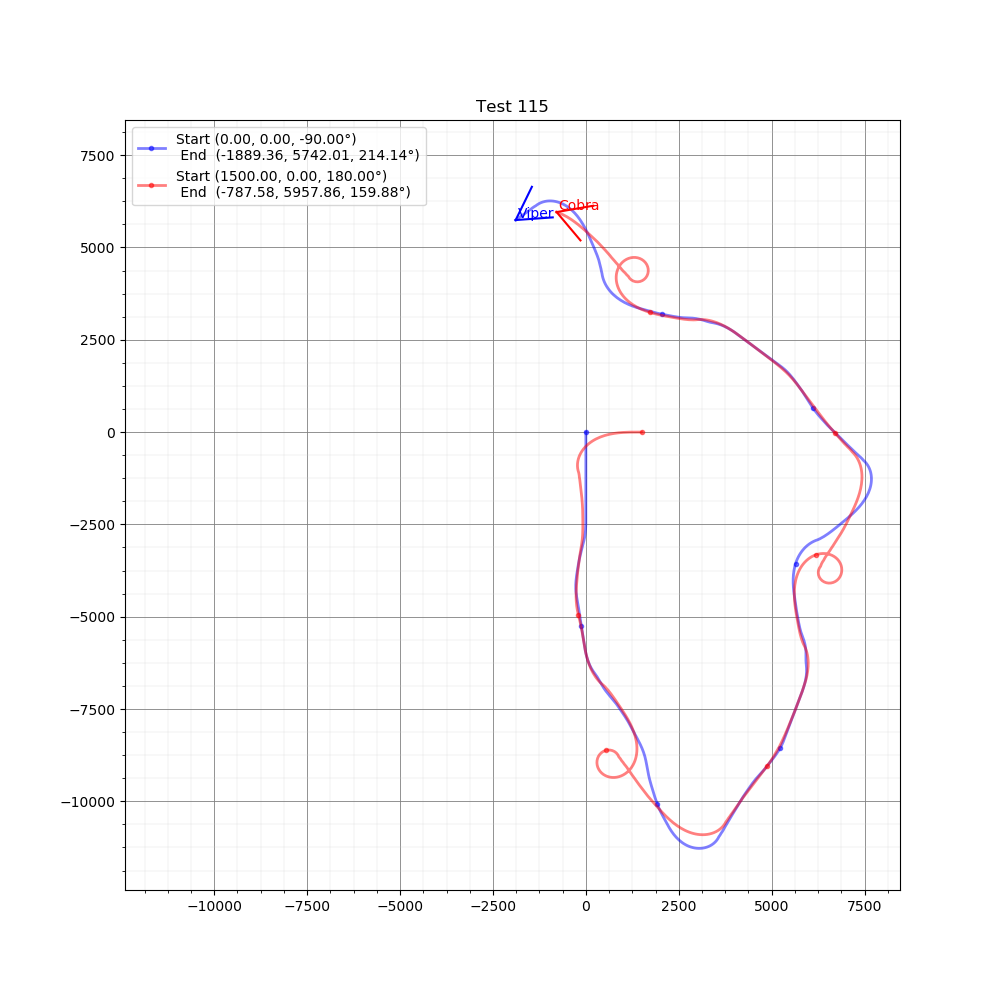 Test 115
Start (0.00, 0.00, -90.00°)
End  (-1889.36, 5742.01, 214.14°)
Start (1500.00, 0.00, 180.00°)
End  (-787.58, 5957.86, 159.88°)
7500
5000
2500
0
−2500
−5000
−7500
−10000
Viper
Cobra
−10000
−7500
−5000
−2500
0
2500
5000
7500